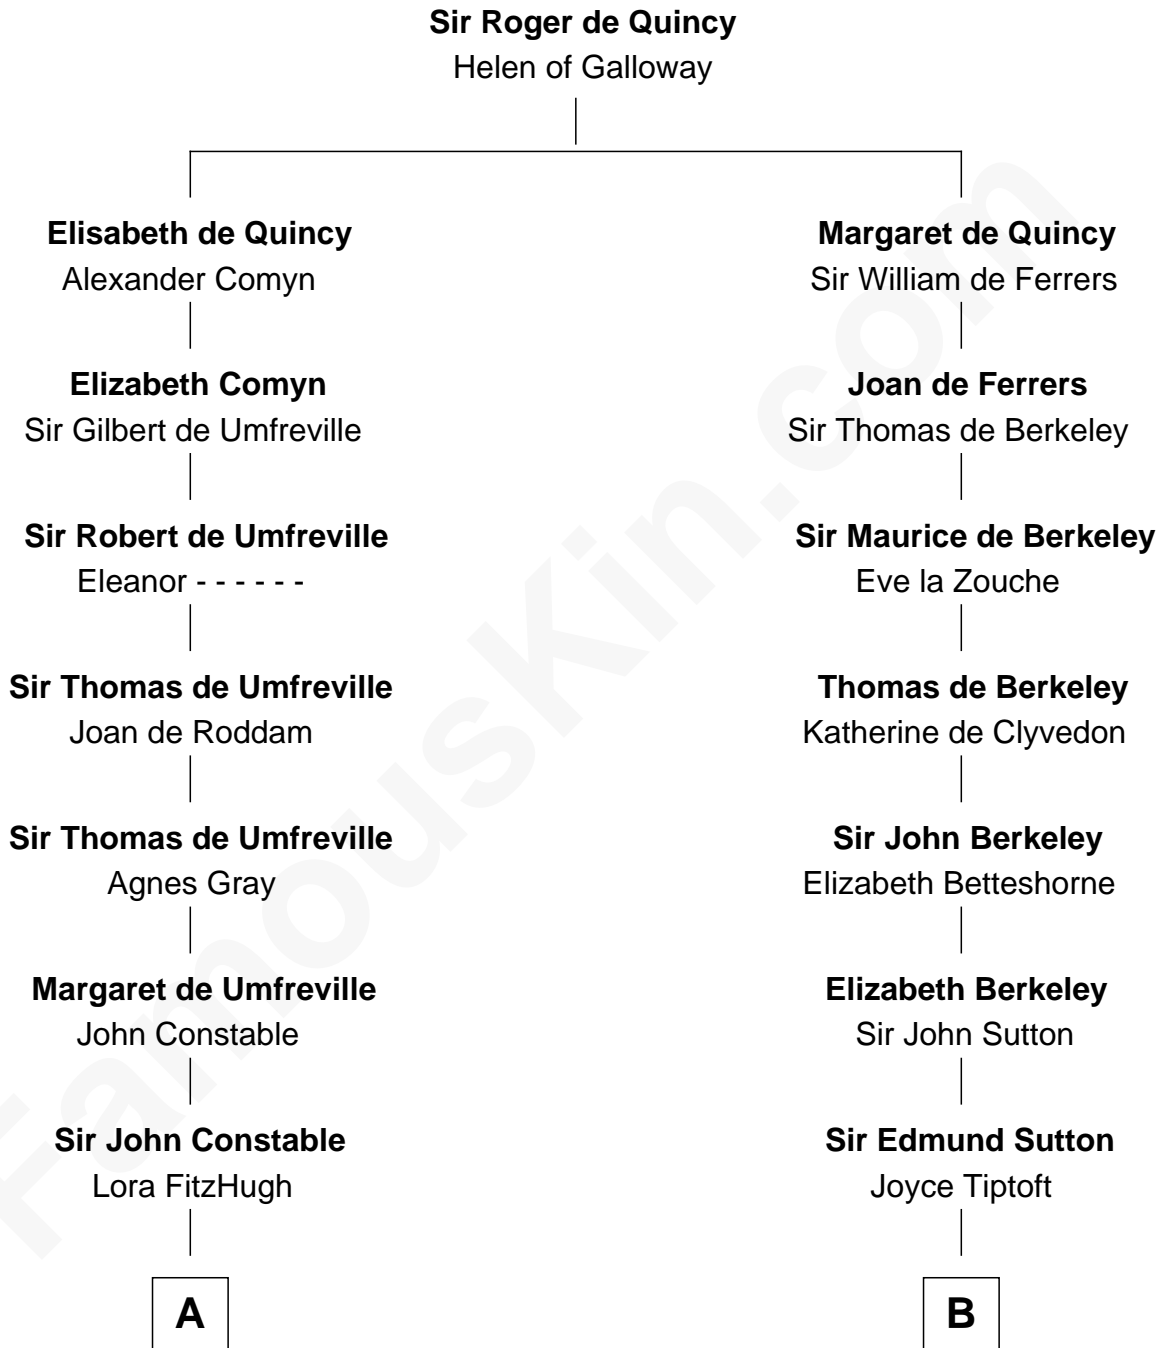 Sir Roger de Quincy
Helen of Galloway
Elisabeth de Quincy
Alexander Comyn
Margaret de Quincy
Sir William de Ferrers
Elizabeth Comyn
Sir Gilbert de Umfreville
Joan de Ferrers
Sir Thomas de Berkeley
Sir Robert de Umfreville
Eleanor - - - - - -
Sir Maurice de Berkeley
Eve la Zouche
Sir Thomas de Umfreville
Joan de Roddam
Thomas de Berkeley
Katherine de Clyvedon
Sir Thomas de Umfreville
Agnes Gray
Sir John Berkeley
Elizabeth Betteshorne
Margaret de Umfreville
John Constable
Elizabeth Berkeley
Sir John Sutton
Sir John Constable
Lora FitzHugh
Sir Edmund Sutton
Joyce Tiptoft
A
B
FamousKin.com